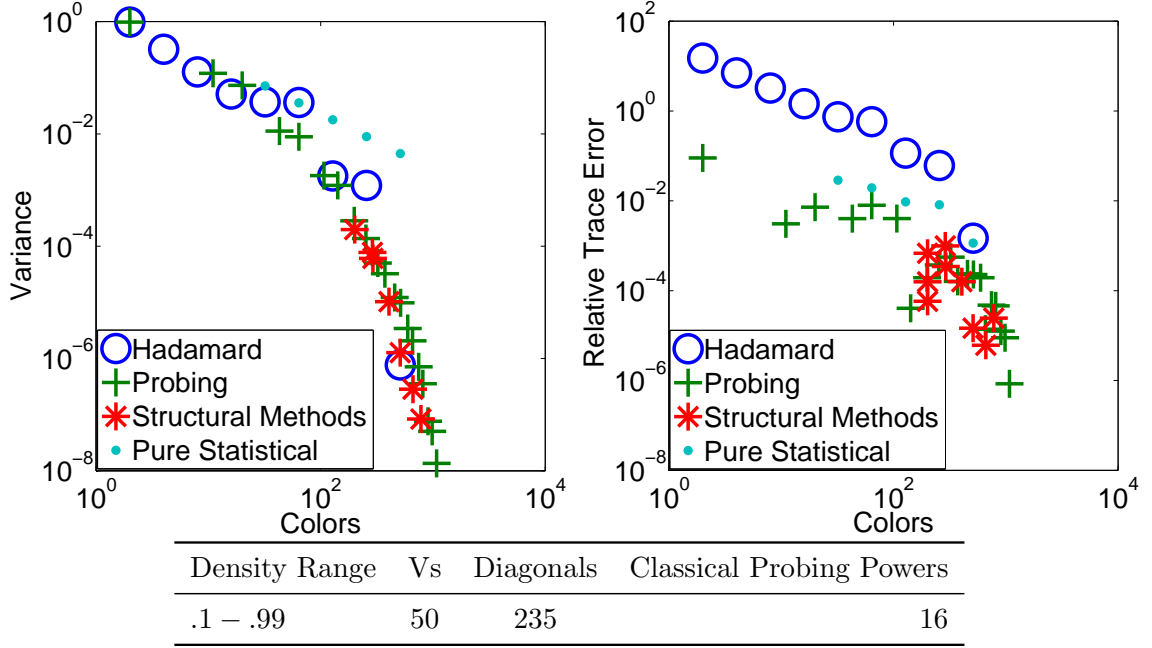 10^0
10^-2
10^-4
10^-6
10^-8
Variance
Hadamard
Probing
Structural Methods
Pure Statistical
10^0
10^2
10^4
Colors
10^2
10^0
10^-2
10^-4
10^-6
10^-8
Relative Trace Error
Hadamard
Probing
Structural Methods
Pure Statistical
10^0
10^2
10^4
Colors
Density Range Vs Diagonals Classical Probing Powers
.1 − .99 50 235 16